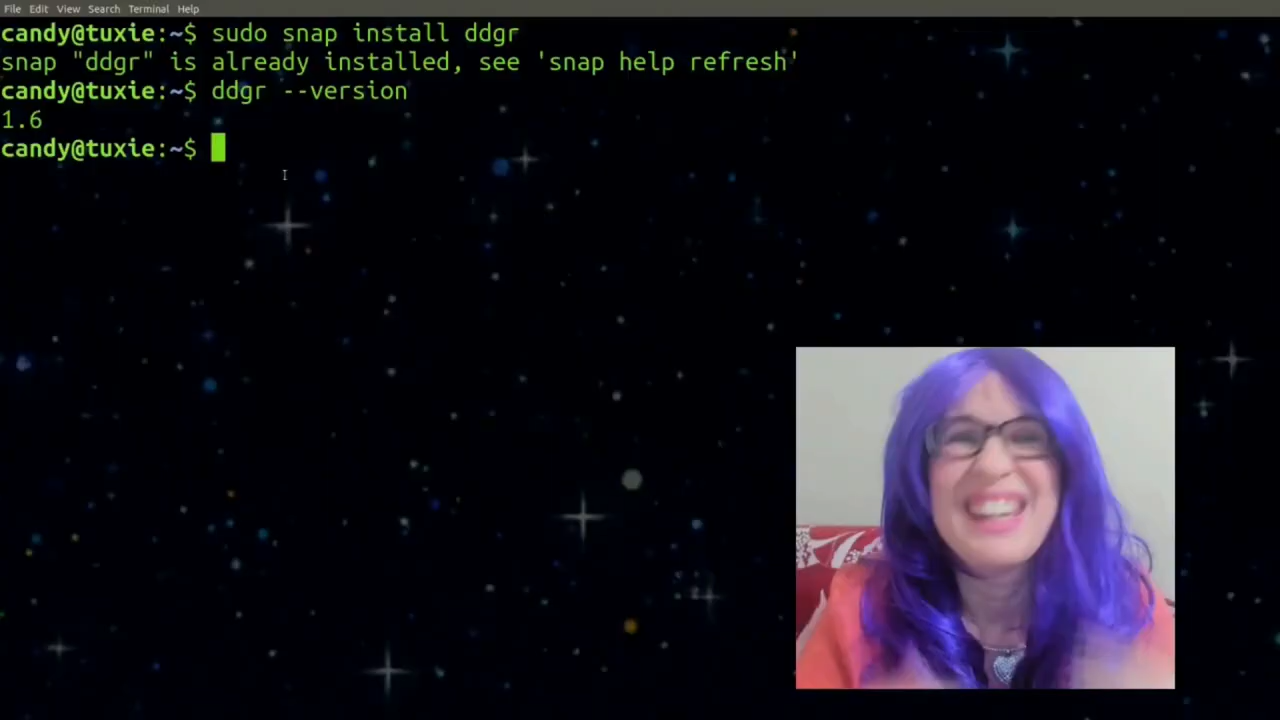 File Edit View Search Terminal Help
candy@tuxie:~$ sudo snap install ddgr
snap "ddgr" is already installed, see 'snap help refresh'
candy@tuxie:~$ ddgr --version
1.6
candy@tuxie:~$